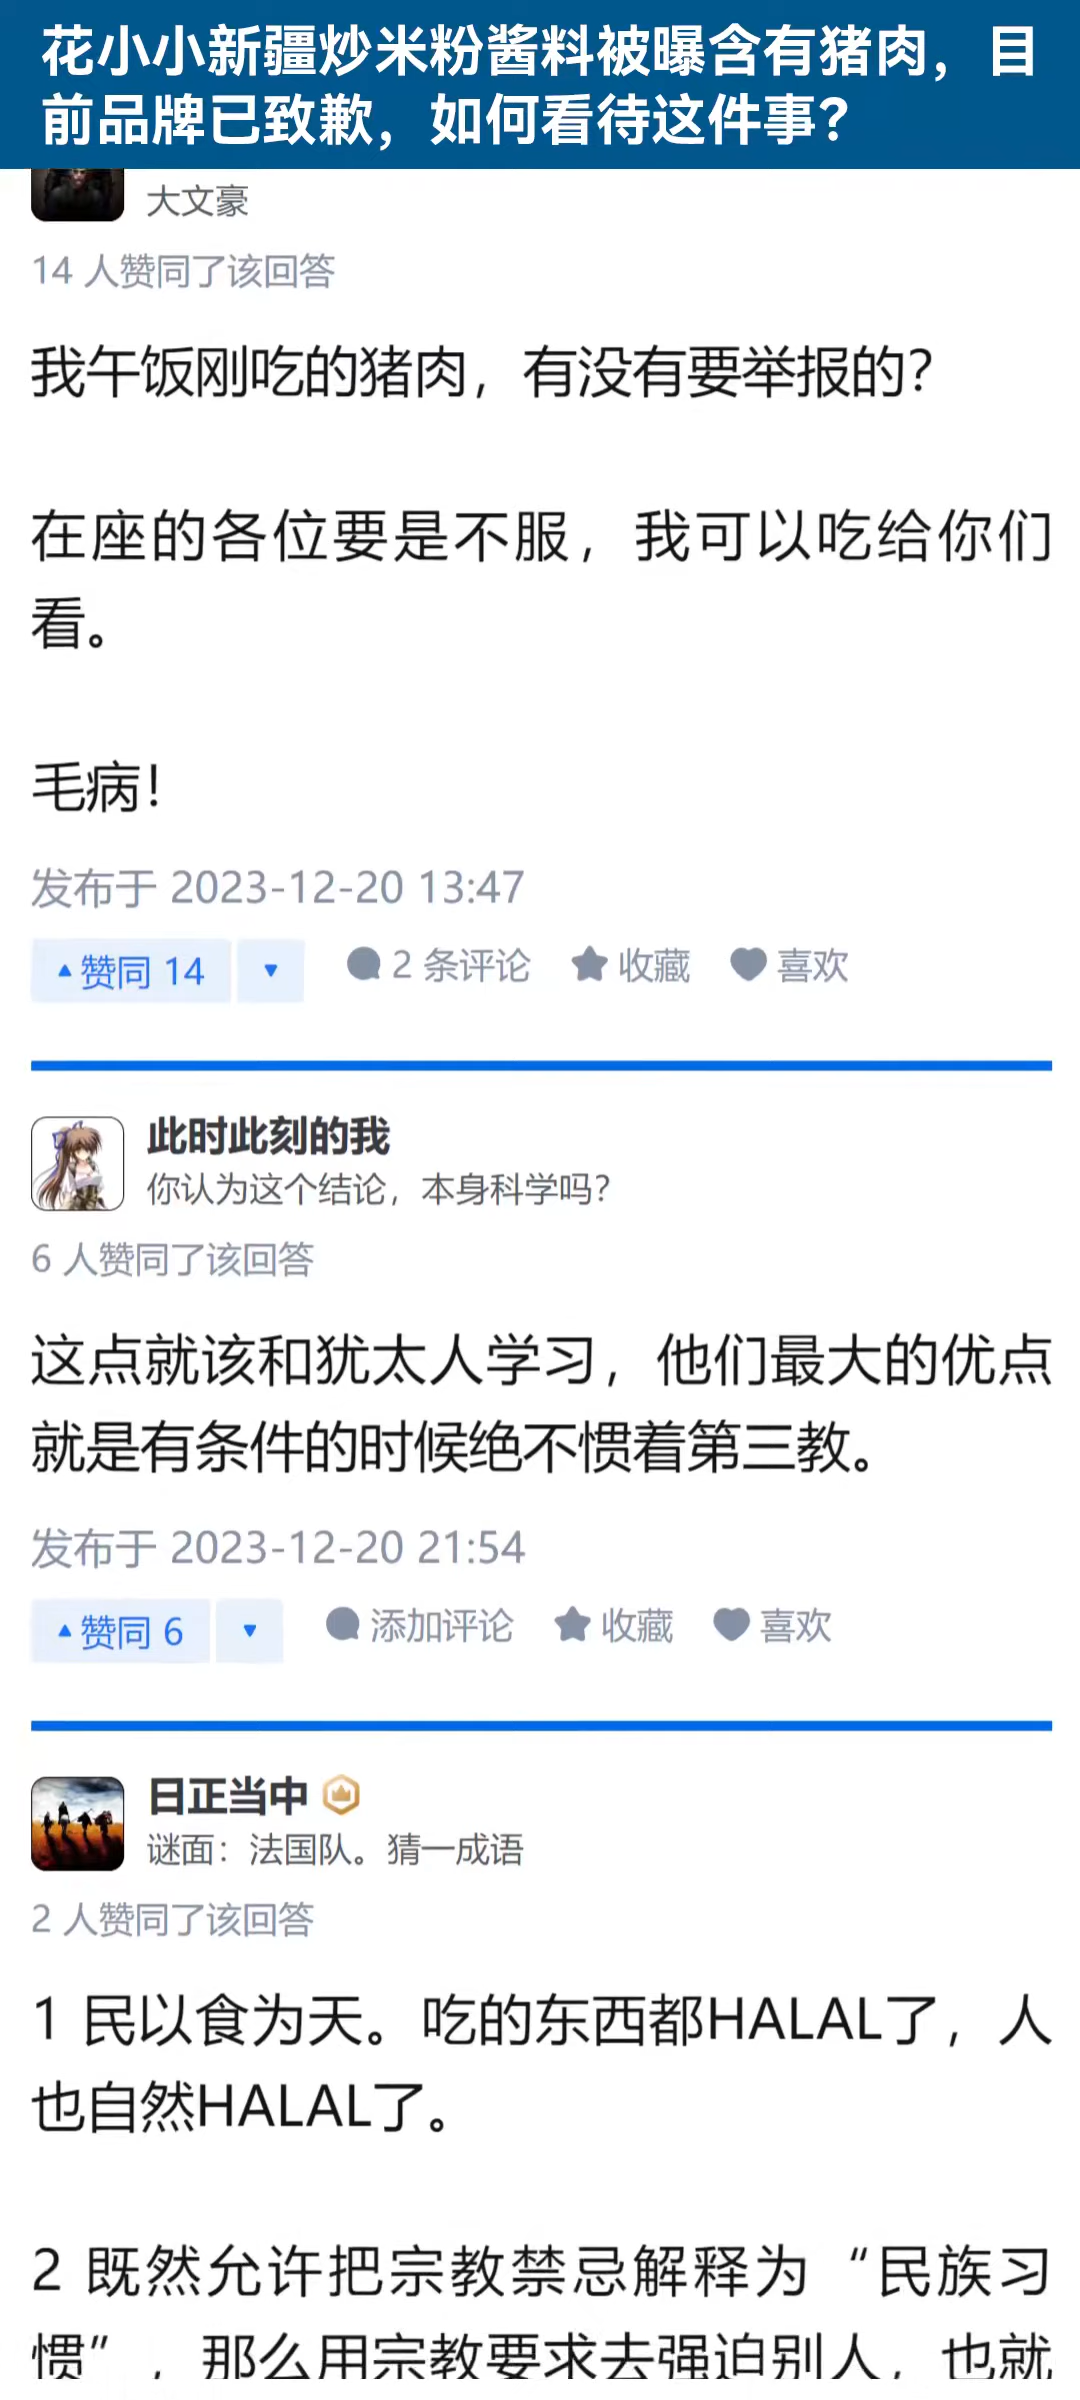 花小小新疆炒米粉酱料被曝含有猪肉，目
前品牌已致歉，如何看待这件事？
大文豪
14 人赞同了该回答
我午饭刚吃的猪肉，有没有要举报的？
在座的各位要是不服，我可以吃给你们
看。
毛病！
发布于 2023-12-20 13:47
赞同 14
2 条评论
收藏
喜欢
此时此刻的我
你认为这个结论，本身科学吗？
6 人赞同了该回答
这点就该和犹太人学习，他们最大的优点
就是有条件的时候绝不惯着第三教。
发布于 2023-12-20 21:54
赞同 6
添加评论
收藏
喜欢
日正当中
谜面：法国队。猜一成语
2 人赞同了该回答
1 民以食为天。吃的东西都HALAL了，人
也自然HALAL了。
2 既然允许把宗教禁忌解释为“民族习
惯”，那么用宗教要求去强迫别人，也就